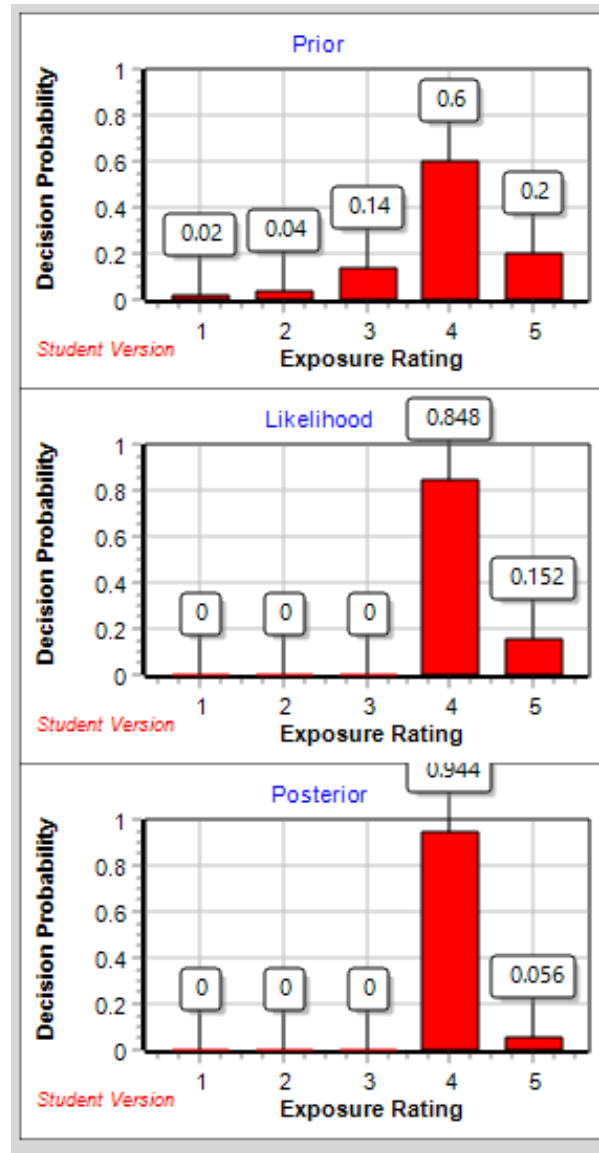 Prior
Decision Probability
1
0.8
0.6
0.4
0.2
0
0.02
0.04
0.14
0.6
0.2
1 2 3 4 5
Student Version
Exposure Rating
Likelihood
Decision Probability
1
0.8
0.6
0.4
0.2
0
0
0
0
0.848
0.152
1 2 3 4 5
Student Version
Exposure Rating
Posterior
Decision Probability
1
0.8
0.6
0.4
0.2
0
0
0
0
0.944
0.056
1 2 3 4 5
Student Version
Exposure Rating